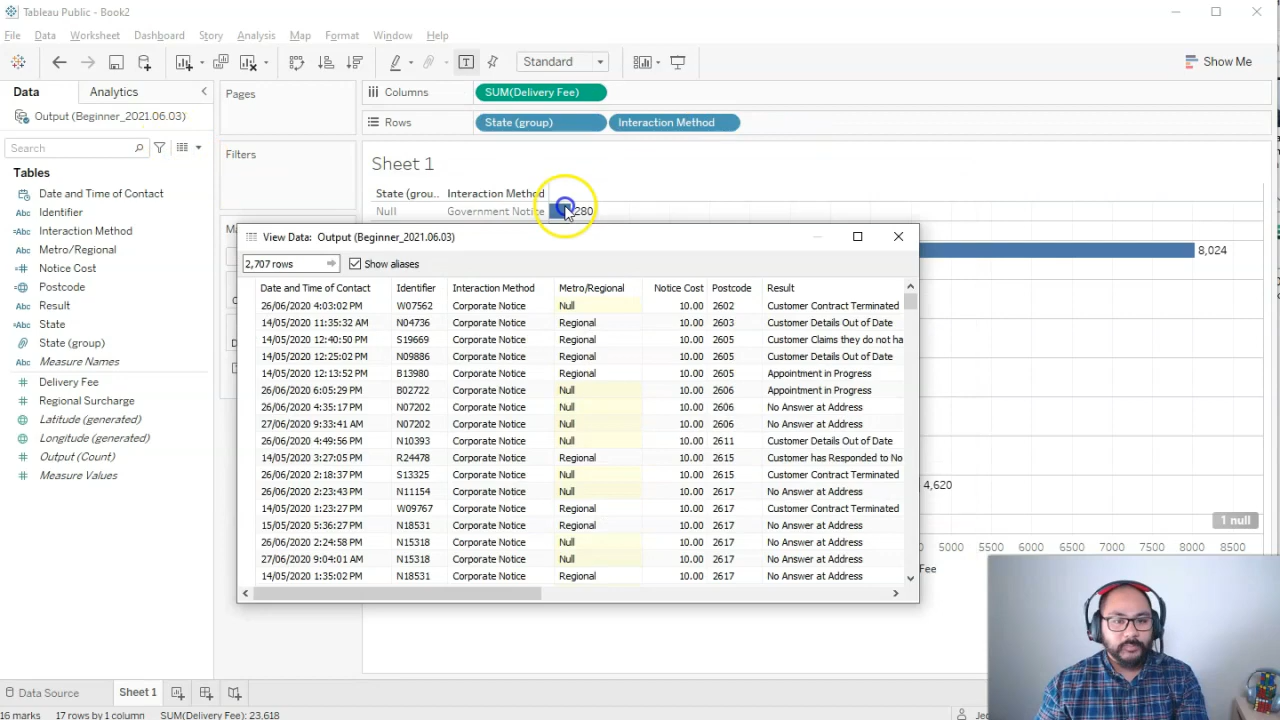 Tableau Public - Book2
File Data Worksheet Dashboard Story Analysis Map Format Window Help
Standard
Show Me
Data Analytics
Pages
Columns SUM(Delivery Fee)
Output (Beginner_2021.06.03)
Rows State (group) Interaction Method
Search
Filters
Sheet 1
Tables
Date and Time of Contact
Identifier
Interaction Method
Metro/Regional
Notice Cost
Postcode
Result
State
State (group)
Measure Names
Delivery Fee
Regional Surcharge
Latitude (generated)
Longitude (generated)
Output (Count)
Measure Values
State (grou.. Interaction Method
Null Government Notice 280
View Data: Output (Beginner_2021.06.03)
2,707 rows Show aliases
Date and Time of Contact Identifier Interaction Method Metro/Regional Notice Cost Postcode Result
26/06/2020 4:03:02 PM W07562 Corporate Notice Null 10.00 2602 Customer Contract Terminated
14/05/2020 11:35:32 AM N04736 Corporate Notice Regional 10.00 2603 Customer Details Out of Date
14/05/2020 12:40:50 PM S19669 Corporate Notice Regional 10.00 2605 Customer Claims they do not ha
14/05/2020 12:25:02 PM N09886 Corporate Notice Regional 10.00 2605 Customer Details Out of Date
14/05/2020 12:13:52 PM B13980 Corporate Notice Regional 10.00 2605 Appointment in Progress
26/06/2020 6:05:29 PM B02722 Corporate Notice Null 10.00 2606 Appointment in Progress
26/06/2020 4:35:17 PM N07202 Corporate Notice Null 10.00 2606 No Answer at Address
27/06/2020 9:33:41 AM N07202 Corporate Notice Null 10.00 2606 No Answer at Address
26/06/2020 4:49:56 PM N10393 Corporate Notice Null 10.00 2611 Customer Details Out of Date
14/05/2020 3:27:05 PM R24478 Corporate Notice Regional 10.00 2615 Customer has Responded to No
26/06/2020 2:18:37 PM S13325 Corporate Notice Null 10.00 2615 Customer Contract Terminated
26/06/2020 2:23:43 PM N11154 Corporate Notice Null 10.00 2617 No Answer at Address
14/05/2020 1:23:27 PM W09767 Corporate Notice Regional 10.00 2617 Customer Contract Terminated
15/05/2020 5:36:27 PM N18531 Corporate Notice Regional 10.00 2617 No Answer at Address
26/06/2020 2:24:58 PM N15318 Corporate Notice Null 10.00 2617 No Answer at Address
27/06/2020 9:04:01 AM N15318 Corporate Notice Null 10.00 2617 No Answer at Address
14/05/2020 1:35:02 PM N18531 Corporate Notice Regional 10.00 2617 No Answer at Address
8,024
4,620
1 null
5000 5500 6000 6500 7000 7500 8000 8500
Fee
Data Source Sheet 1
16 marks 17 rows by 1 column SUM(Delivery Fee): 23,618